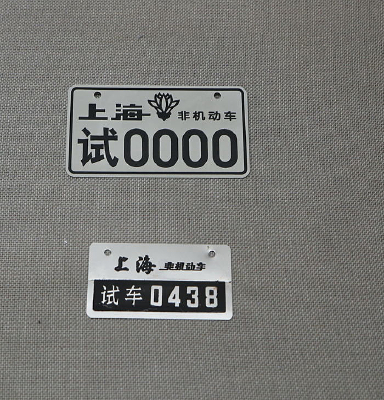 上海 非机动车
试0000
上海 非机动车
试车 0438